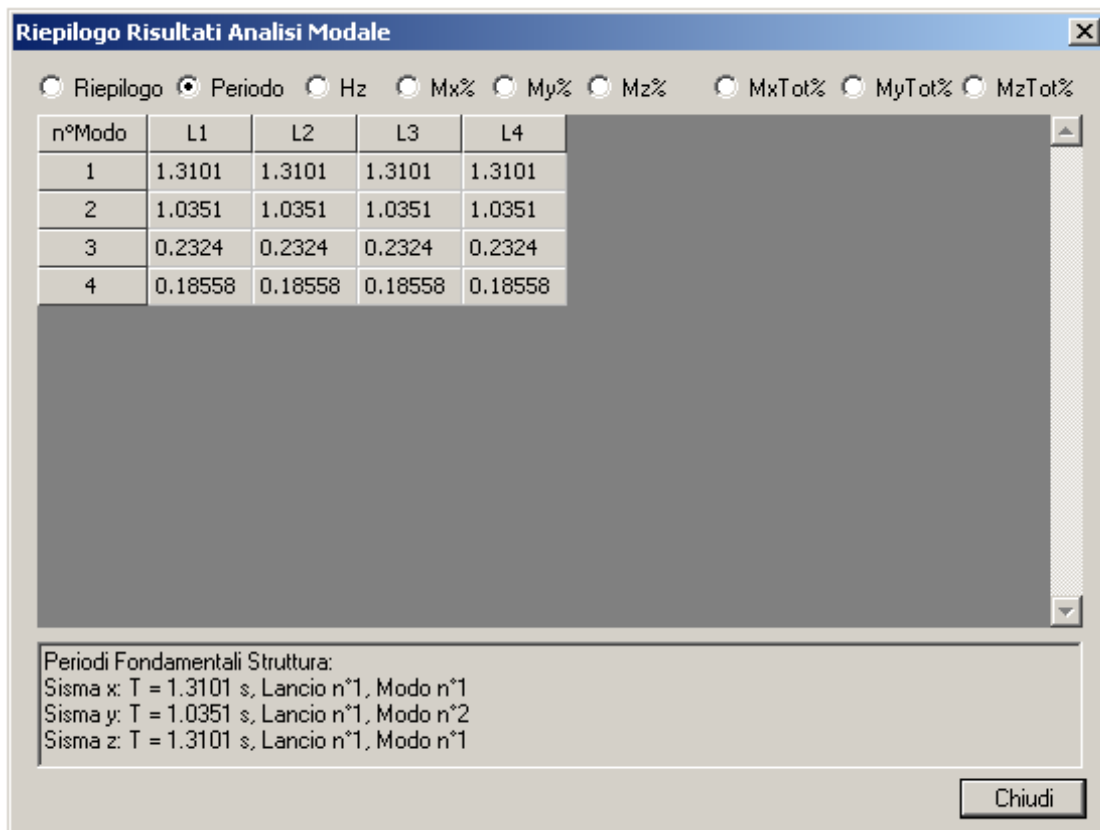 Riepilogo Risultati Analisi Modale
Riepilogo Periodo Hz Mx% My% Mz% MxTot% MyTot% MzTot%
n°Modo L1 L2 L3 L4
1 1.3101 1.3101 1.3101 1.3101
2 1.0351 1.0351 1.0351 1.0351
3 0.2324 0.2324 0.2324 0.2324
4 0.18558 0.18558 0.18558 0.18558
Periodi Fondamentali Struttura:
Sisma x: T = 1.3101 s, Lancio n°1, Modo n°1
Sisma y: T = 1.0351 s, Lancio n°1, Modo n°2
Sisma z: T = 1.3101 s, Lancio n°1, Modo n°1
Chiudi